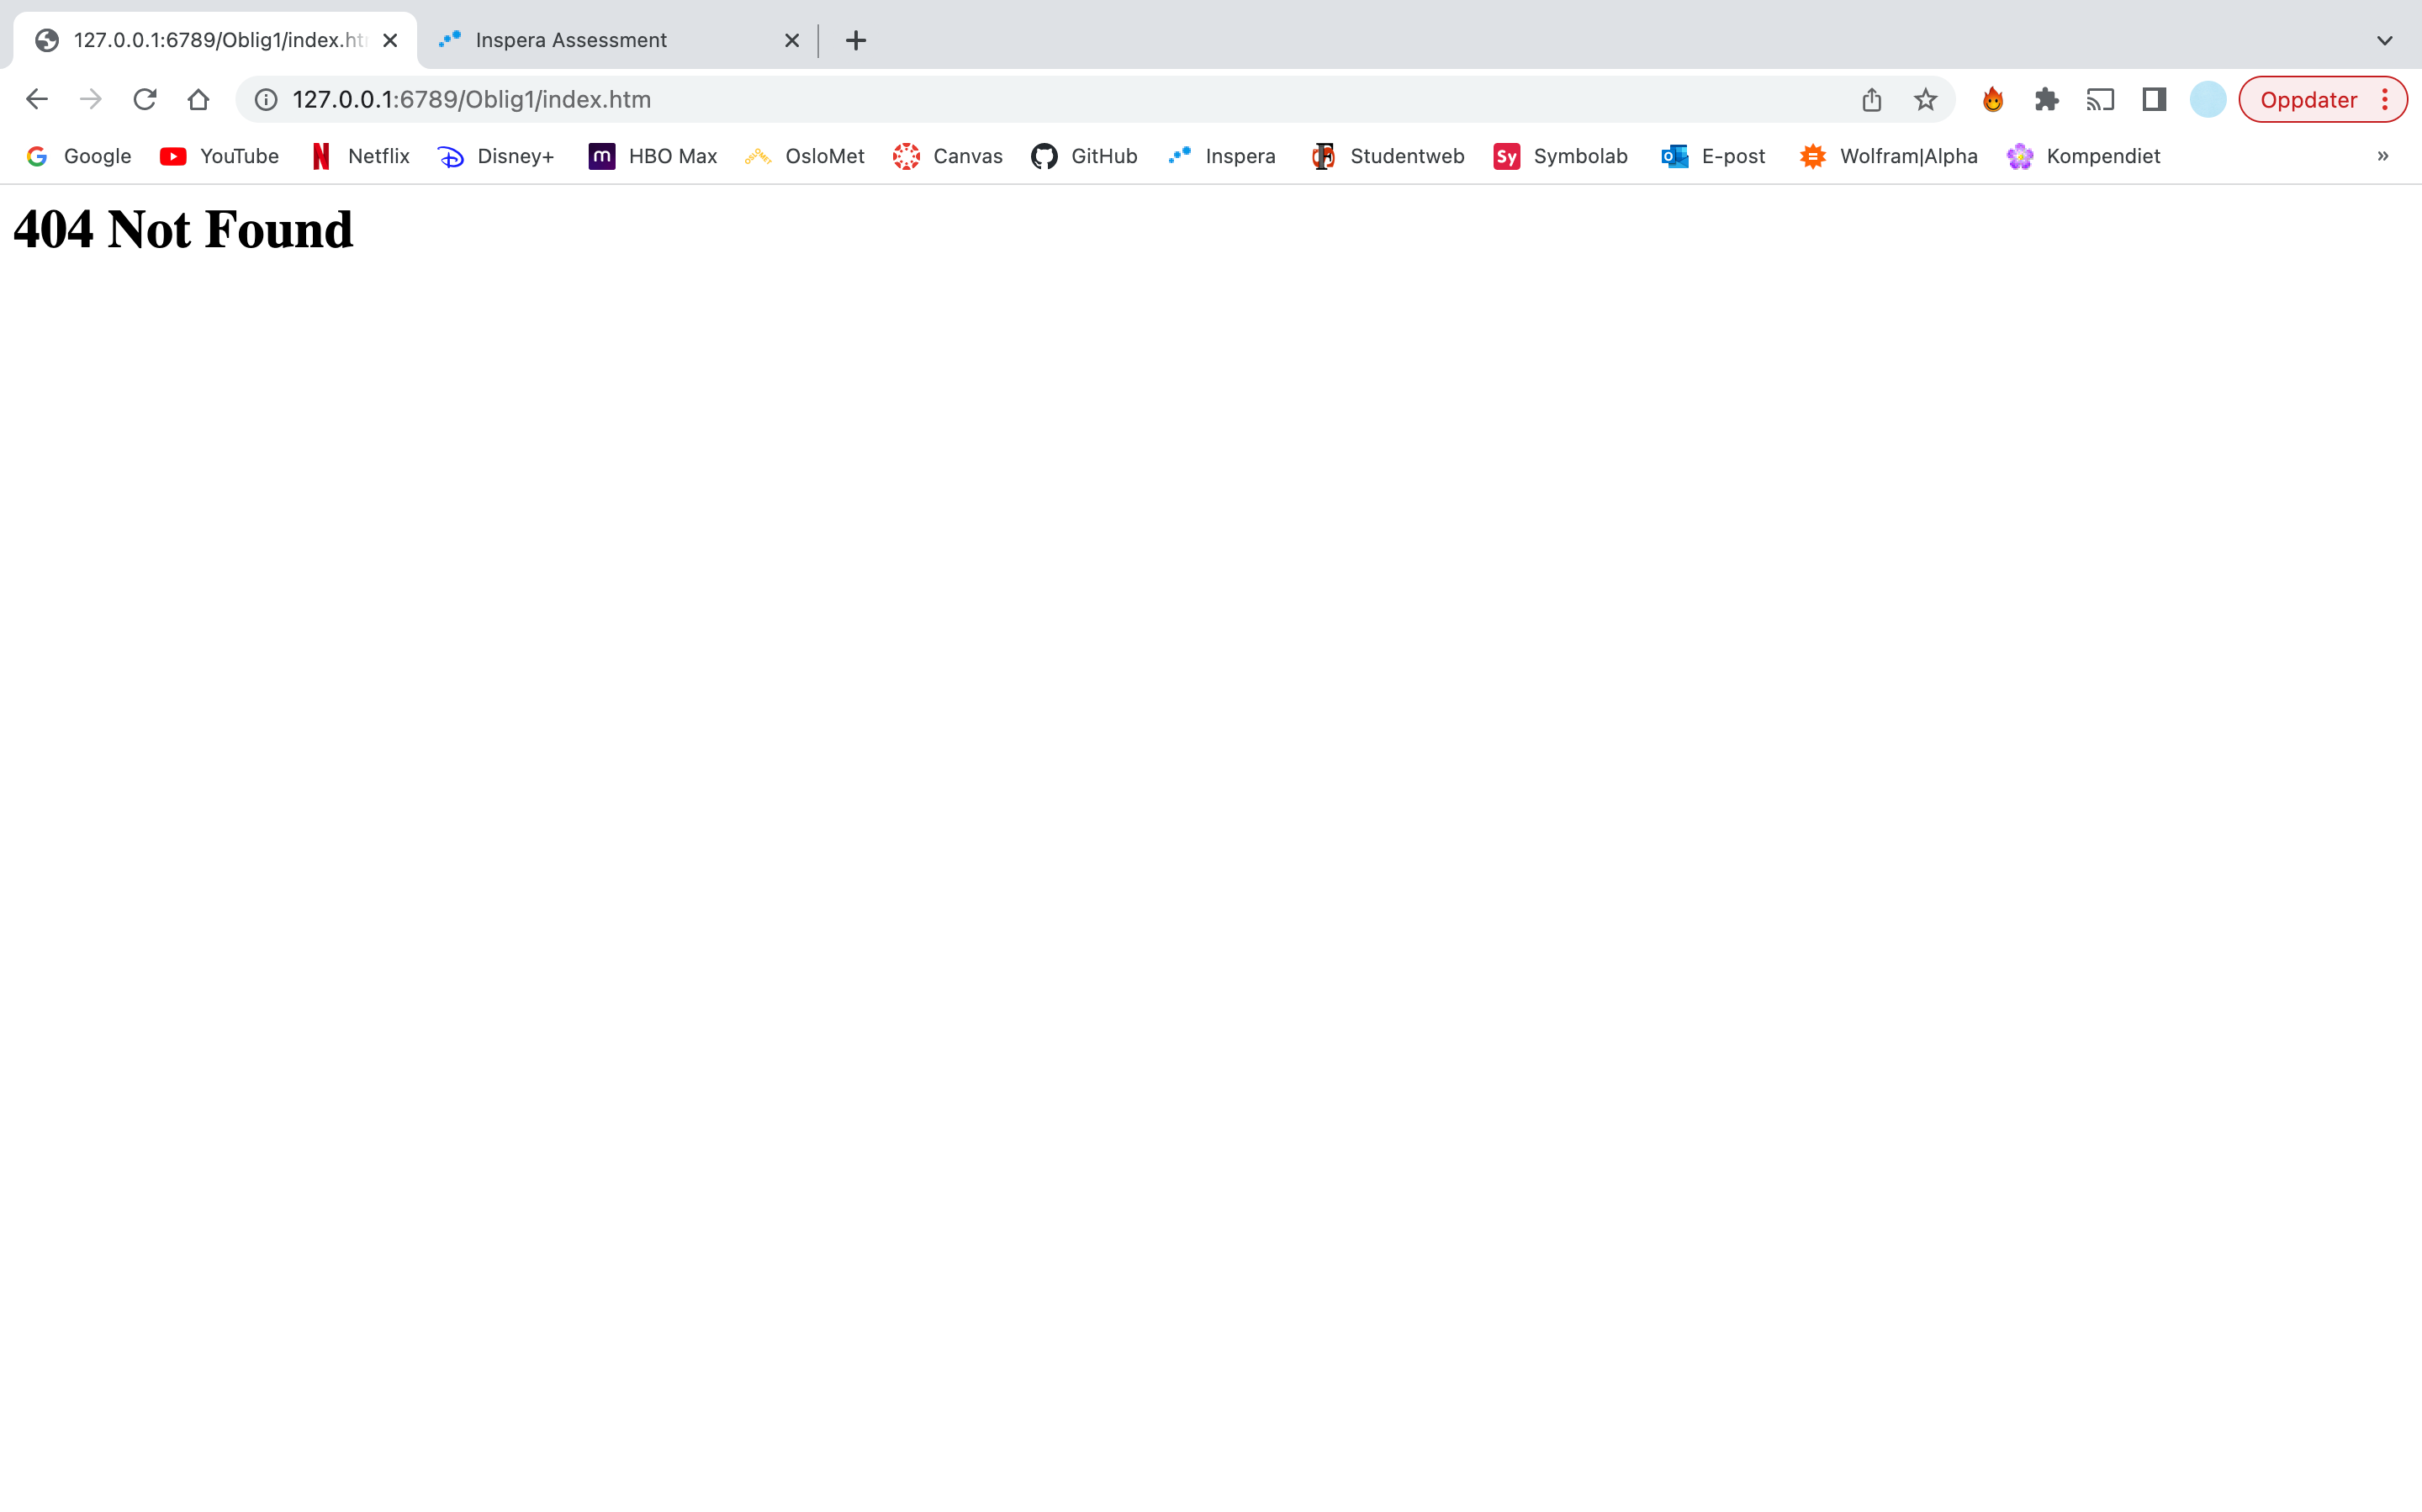 127.0.0.1:6789/Oblig1/index.ht Inspera Assessment
127.0.0.1:6789/Oblig1/index.htm Oppdater
Google YouTube Netflix Disney+ m HBO Max OSLOMET OsloMet Canvas GitHub Inspera F Studentweb Sy Symbolab E-post Wolfram|Alpha Kompendiet »
404 Not Found